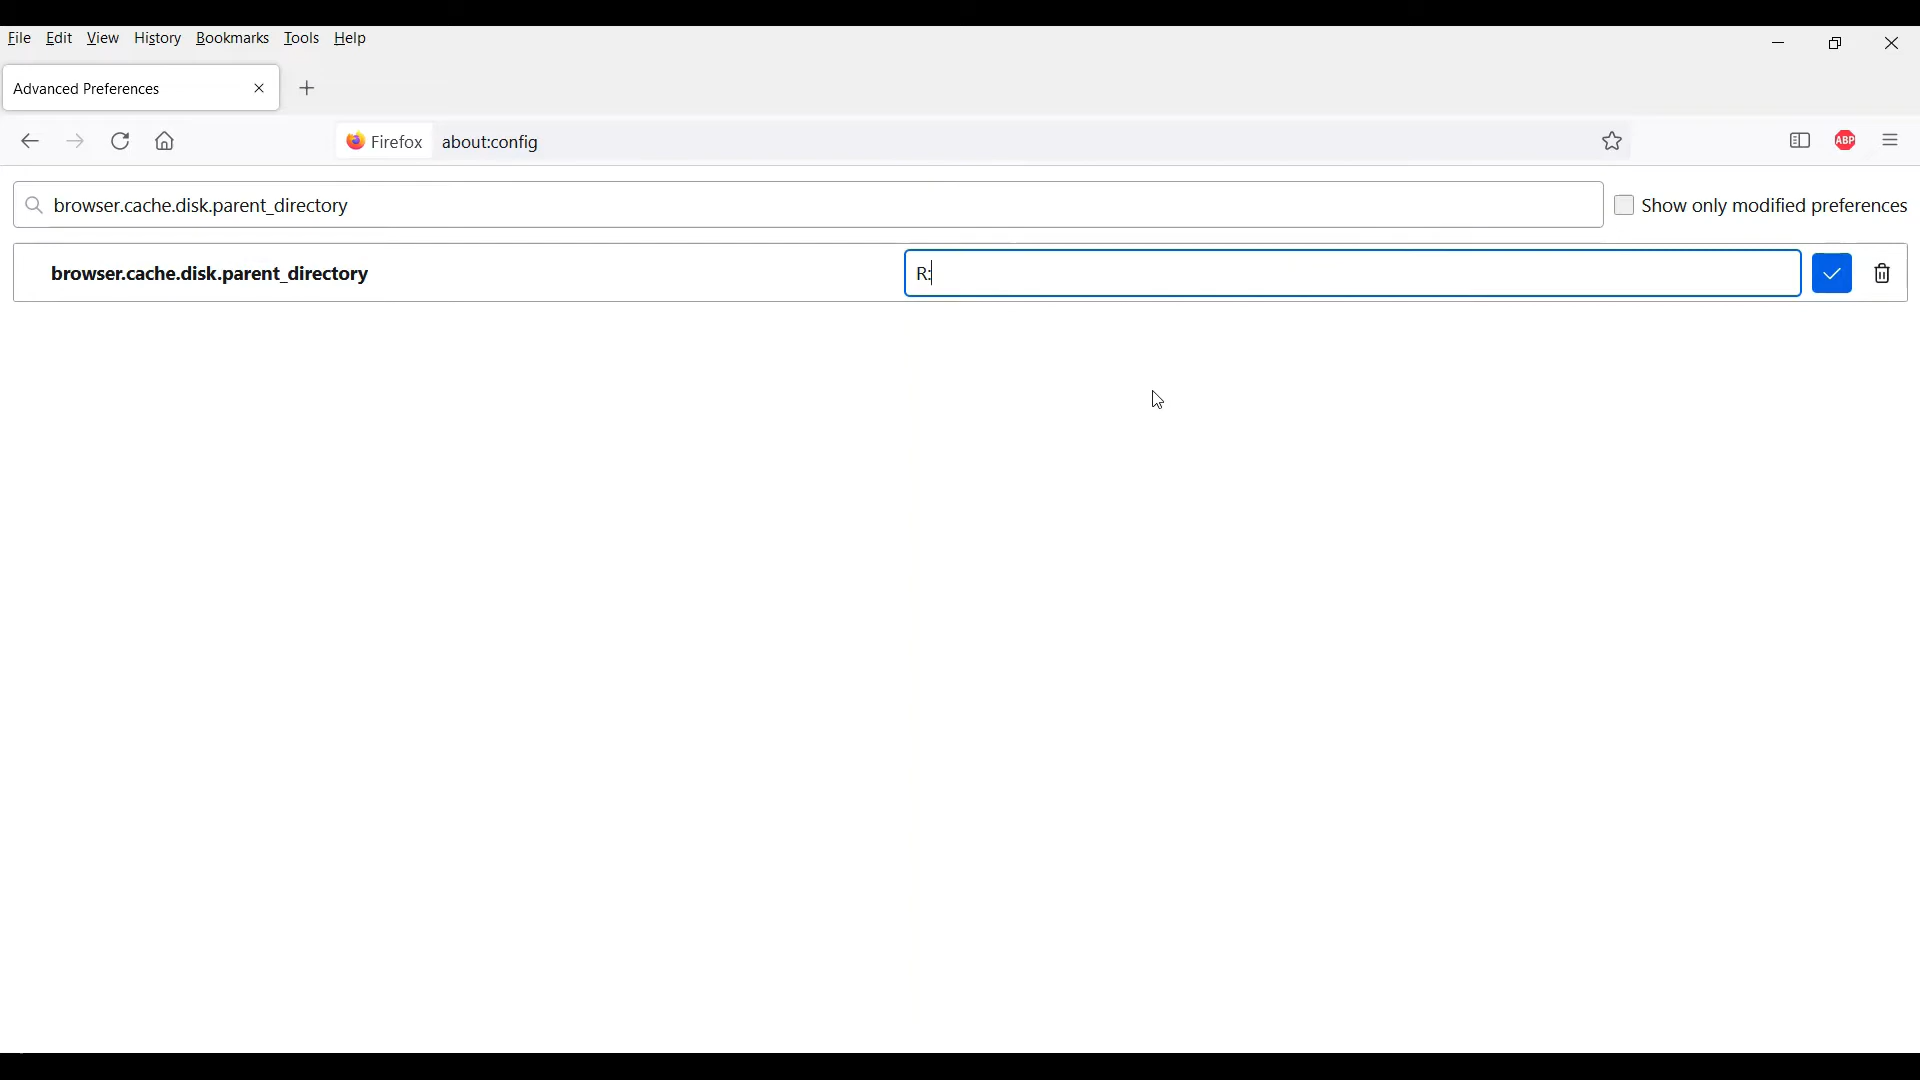 File Edit View History Bookmarks Tools Help
Advanced Preferences
Firefox about:config
ABP
browser.cache.disk.parent_directory Show only modified preferences
browser.cache.disk.parent_directory R: